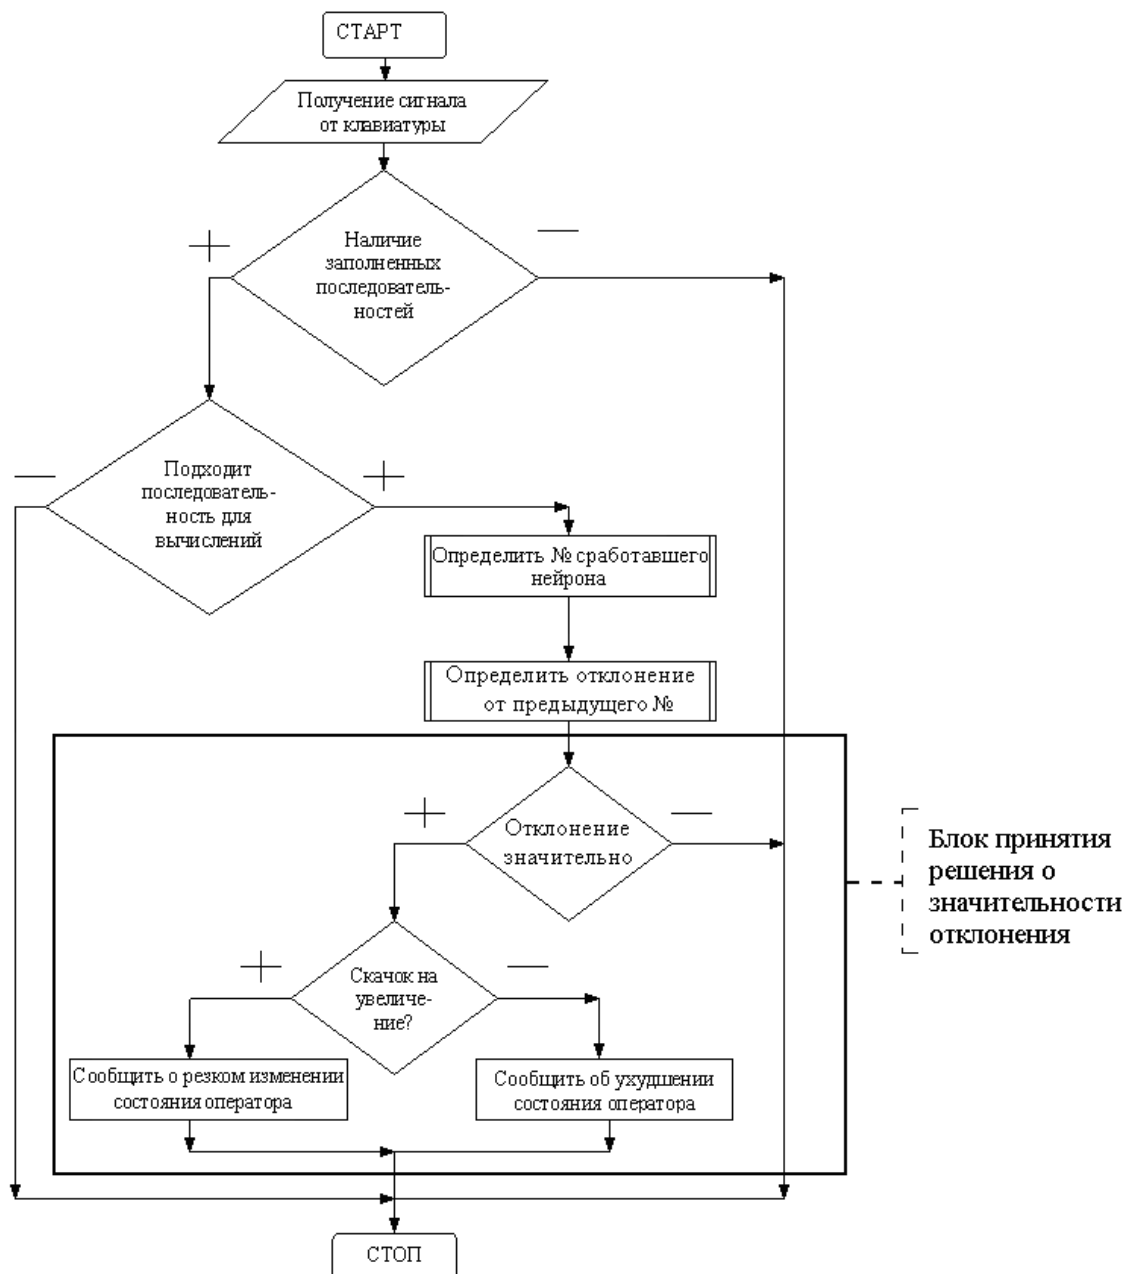 СТАРТ
Получение сигнала
от клавиатуры
+
—
Наличие
заполненных
последователь-
ностей
—
+
Подходит
последователь-
ность для
вычислений
Определить № сработавшего
нейрона
Определить отклонение
от предыдущего №
+
—
Отклонение
значительно
Блок принятия
решения о
значительности
отклонения
+
—
Скачок на
увеличе-
ние?
Сообщить о резком изменении
состояния оператора
Сообщить об ухудшении
состояния оператора
СТОП